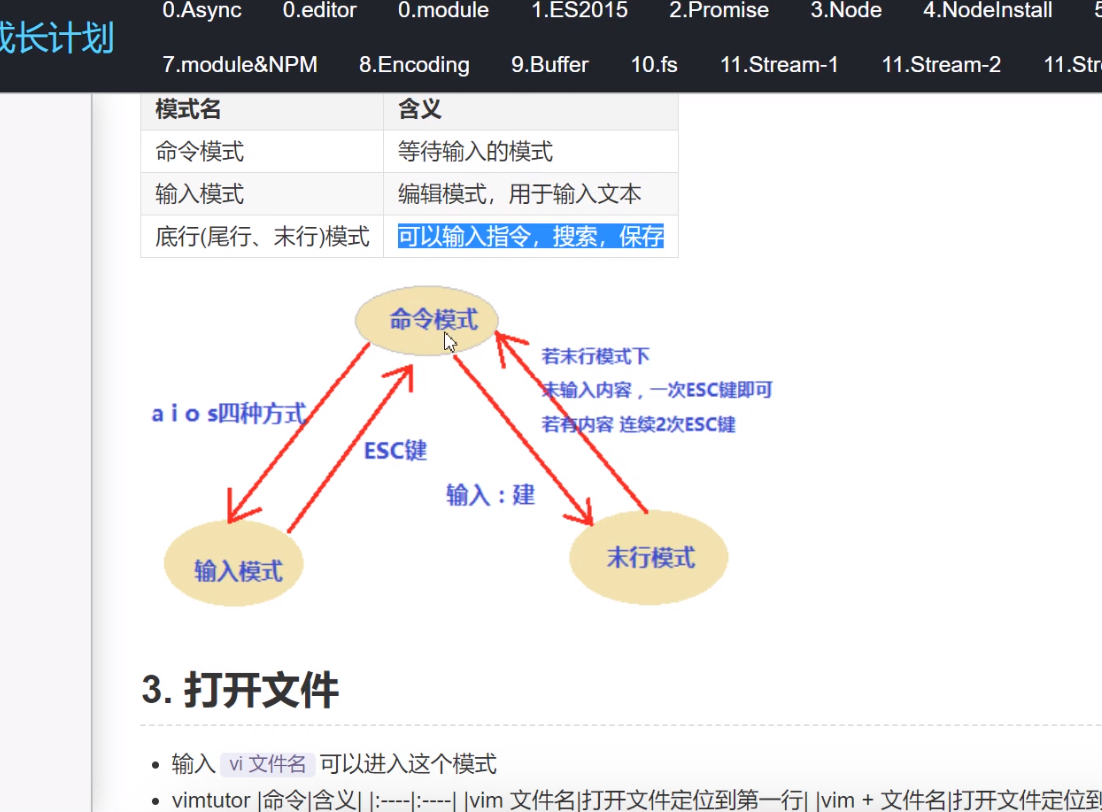 成长计划
0.Async 0.editor 0.module 1.ES2015 2.Promise 3.Node 4.NodeInstall 5
7.module&NPM 8.Encoding 9.Buffer 10.fs 11.Stream-1 11.Stream-2 11.Str
模式名 含义
命令模式 等待输入的模式
输入模式 编辑模式，用于输入文本
底行(尾行、末行)模式 可以输入指令，搜索，保存
命令模式
若末行模式下
未输入内容，一次ESC键即可
若有内容 连续2次ESC键
a i o s四种方式
ESC键
输入：建
输入模式
末行模式
3. 打开文件
输入 vi 文件名 可以进入这个模式
vimtutor |命令|含义| |:----|:----| |vim 文件名|打开文件定位到第一行| |vim + 文件名|打开文件定位到